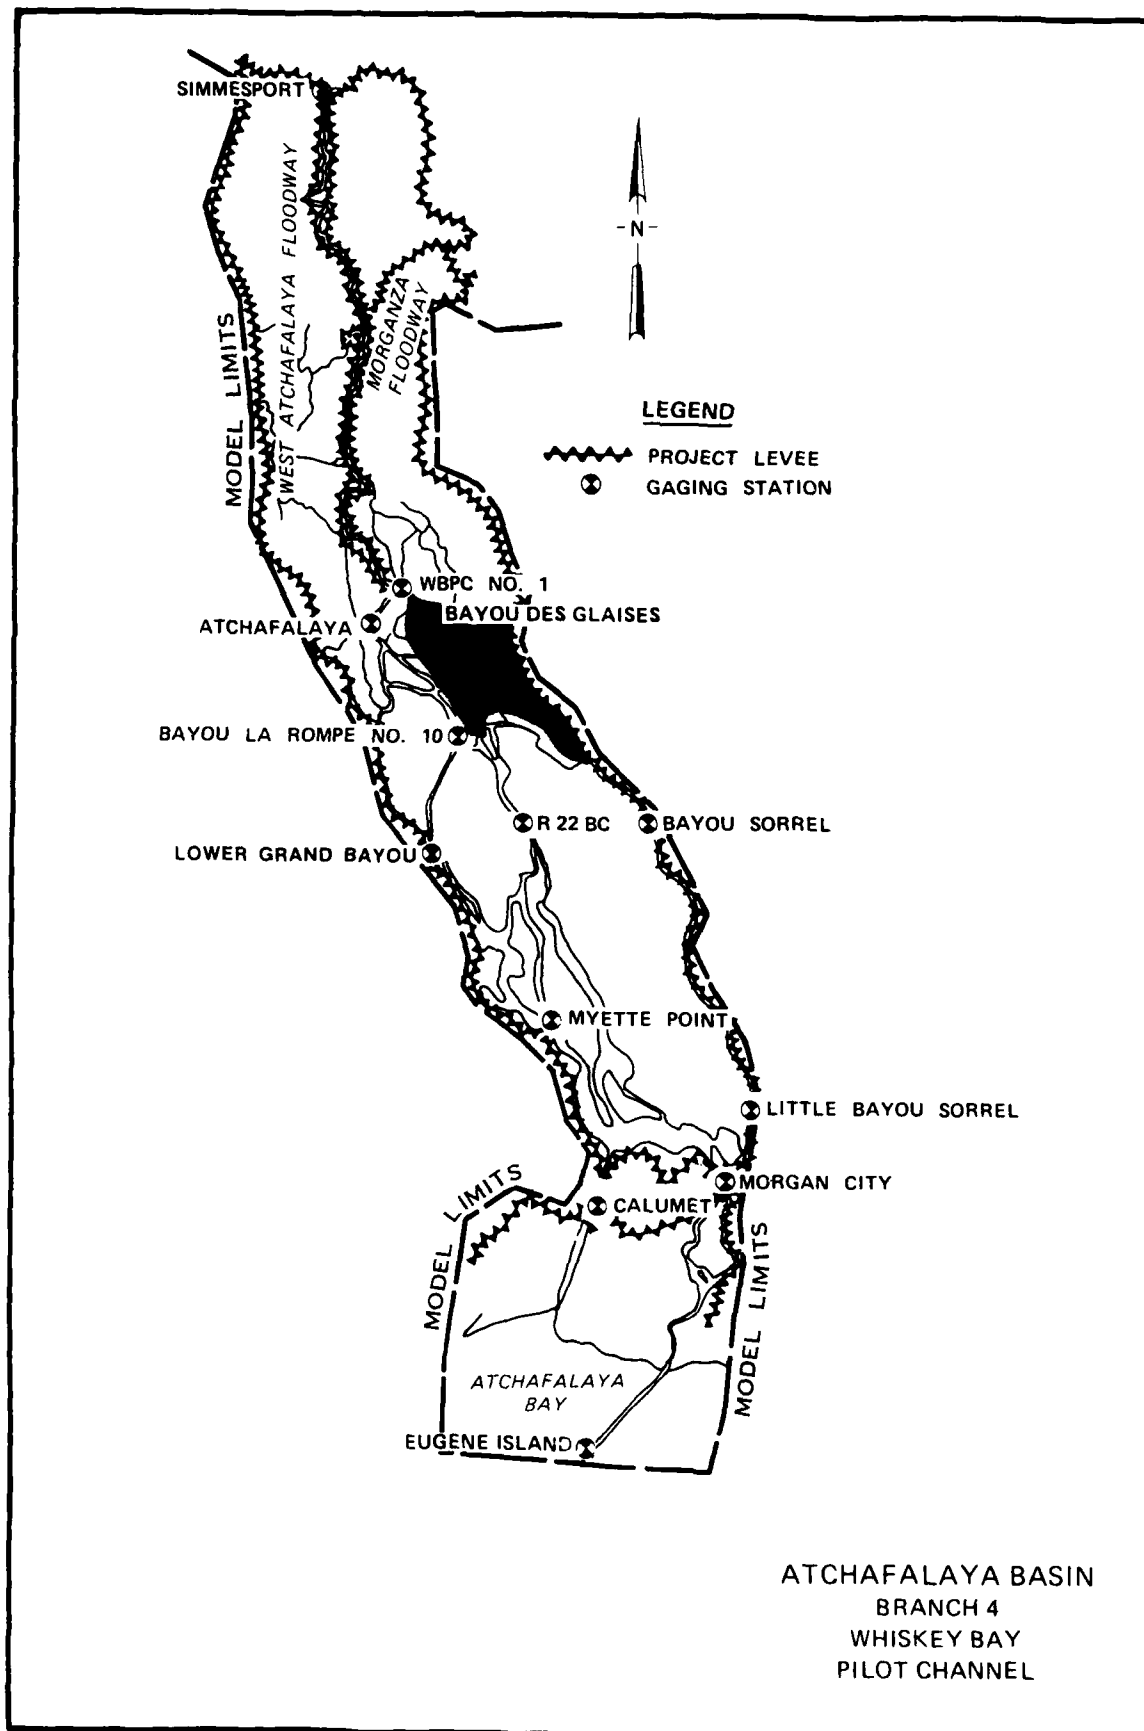 SIMMESPORT
WEST ATCHAFALAYA FLOODWAY
MORGANZA
FLOODWAY
MODEL LIMITS
- N -
LEGEND
PROJECT LEVEE
GAGING STATION
WBPC NO. 1
BAYOU DES GLAISES
ATCHAFALAYA
BAYOU LA ROMPE NO. 10
R 22 BC
BAYOU SORREL
LOWER GRAND BAYOU
MYETTE POINT
LITTLE BAYOU SORREL
MORGAN CITY
CALUMET
MODEL LIMITS
MODEL LIMITS
ATCHAFALAYA
BAY
EUGENE ISLAND
ATCHAFALAYA BASIN
BRANCH 4
WHISKEY BAY
PILOT CHANNEL